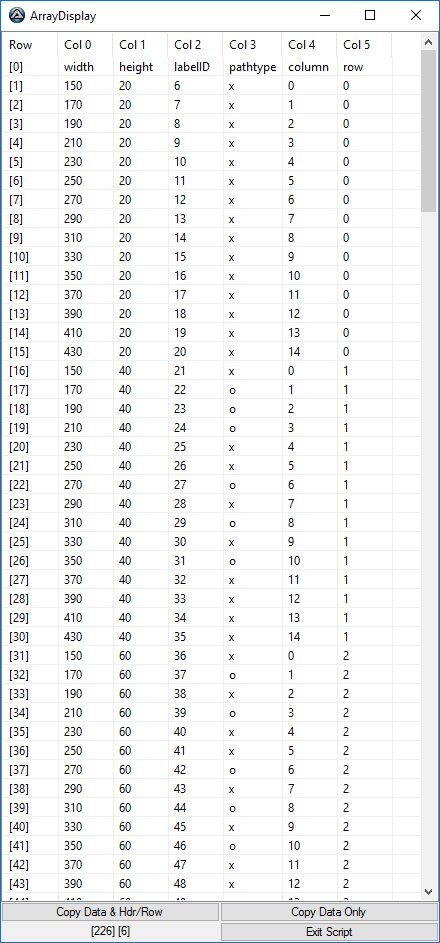 ArrayDisplay
Row Col 0 Col 1 Col 2 Col 3 Col 4 Col 5
[0] width height labelID pathtype column row
[1] 150 20 6 x 0 0
[2] 170 20 7 x 1 0
[3] 190 20 8 x 2 0
[4] 210 20 9 x 3 0
[5] 230 20 10 x 4 0
[6] 250 20 11 x 5 0
[7] 270 20 12 x 6 0
[8] 290 20 13 x 7 0
[9] 310 20 14 x 8 0
[10] 330 20 15 x 9 0
[11] 350 20 16 x 10 0
[12] 370 20 17 x 11 0
[13] 390 20 18 x 12 0
[14] 410 20 19 x 13 0
[15] 430 20 20 x 14 0
[16] 150 40 21 x 0 1
[17] 170 40 22 o 1 1
[18] 190 40 23 o 2 1
[19] 210 40 24 o 3 1
[20] 230 40 25 x 4 1
[21] 250 40 26 x 5 1
[22] 270 40 27 o 6 1
[23] 290 40 28 x 7 1
[24] 310 40 29 o 8 1
[25] 330 40 30 x 9 1
[26] 350 40 31 o 10 1
[27] 370 40 32 x 11 1
[28] 390 40 33 x 12 1
[29] 410 40 34 x 13 1
[30] 430 40 35 x 14 1
[31] 150 60 36 x 0 2
[32] 170 60 37 o 1 2
[33] 190 60 38 x 2 2
[34] 210 60 39 o 3 2
[35] 230 60 40 x 4 2
[36] 250 60 41 x 5 2
[37] 270 60 42 o 6 2
[38] 290 60 43 x 7 2
[39] 310 60 44 o 8 2
[40] 330 60 45 x 9 2
[41] 350 60 46 o 10 2
[42] 370 60 47 x 11 2
[43] 390 60 48 x 12 2
Copy Data & Hdr/Row Copy Data Only
[226] [6] Exit Script